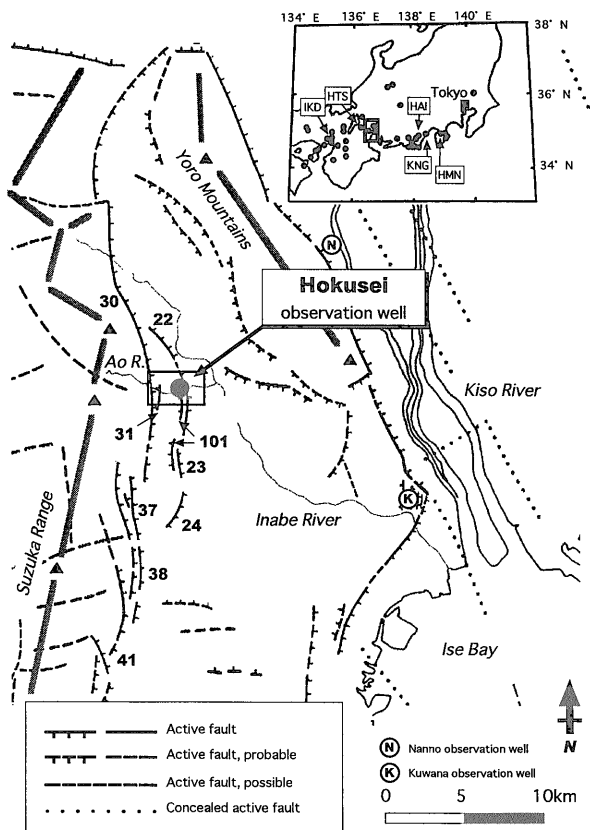 134° E
136° E
138° E
140° E
38° N
36° N
34° N
IKD
HTS
HAI
Tokyo
KNG
HMN
Yoro Mountains
N
Hokusei
observation well
30
22
Ao R.
31
101
23
37
24
38
41
Inabe River
Kiso River
K
Suzuka Range
Ise Bay
Active fault
Active fault, probable
Active fault, possible
Concealed active fault
N Nanno observation well
K Kuwana observation well
N
0 5 10km